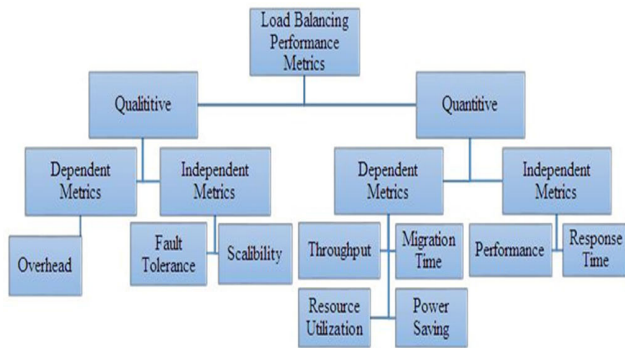 Load Balancing
Performance
Metrics
Qualititive
Quantitive
Dependent
Metrics
Independent
Metrics
Dependent
Metrics
Independent
Metrics
Overhead
Fault
Tolerance
Scalibility
Throughput
Migration
Time
Performance
Response
Time
Resource
Utilization
Power
Saving